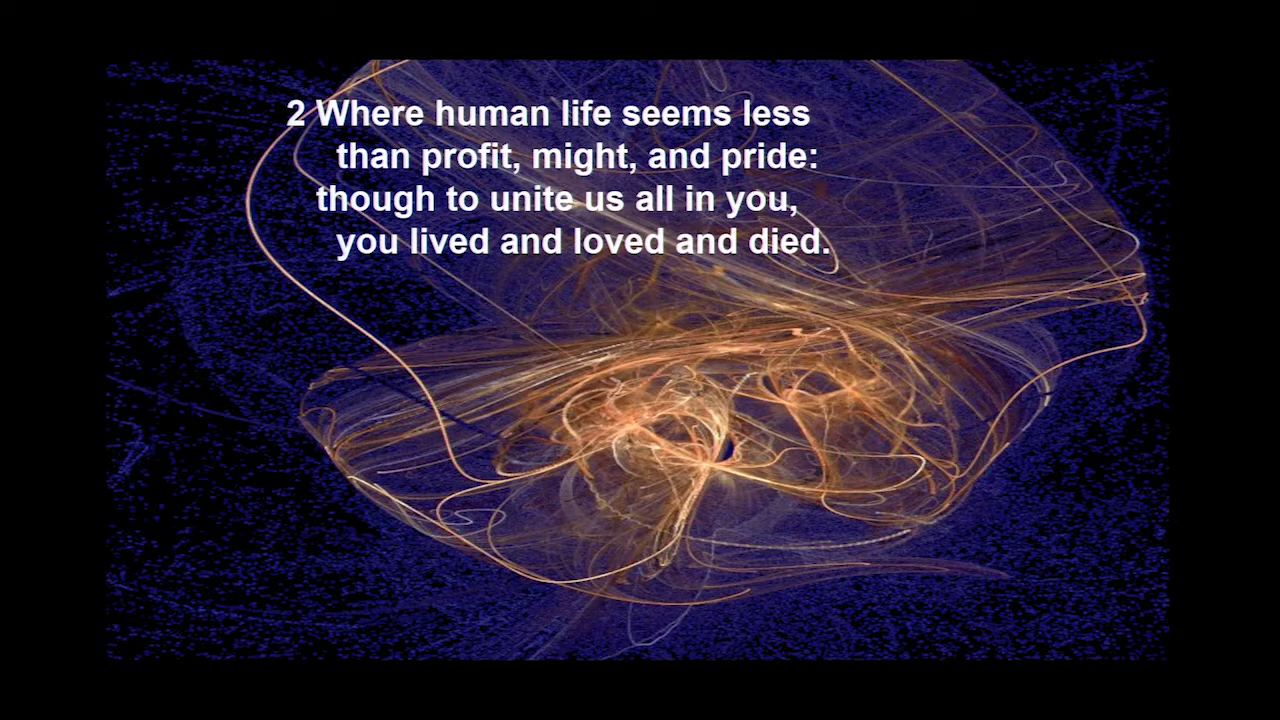 2 Where human life seems less
than profit, might, and pride:
though to unite us all in you,
you lived and loved and died.